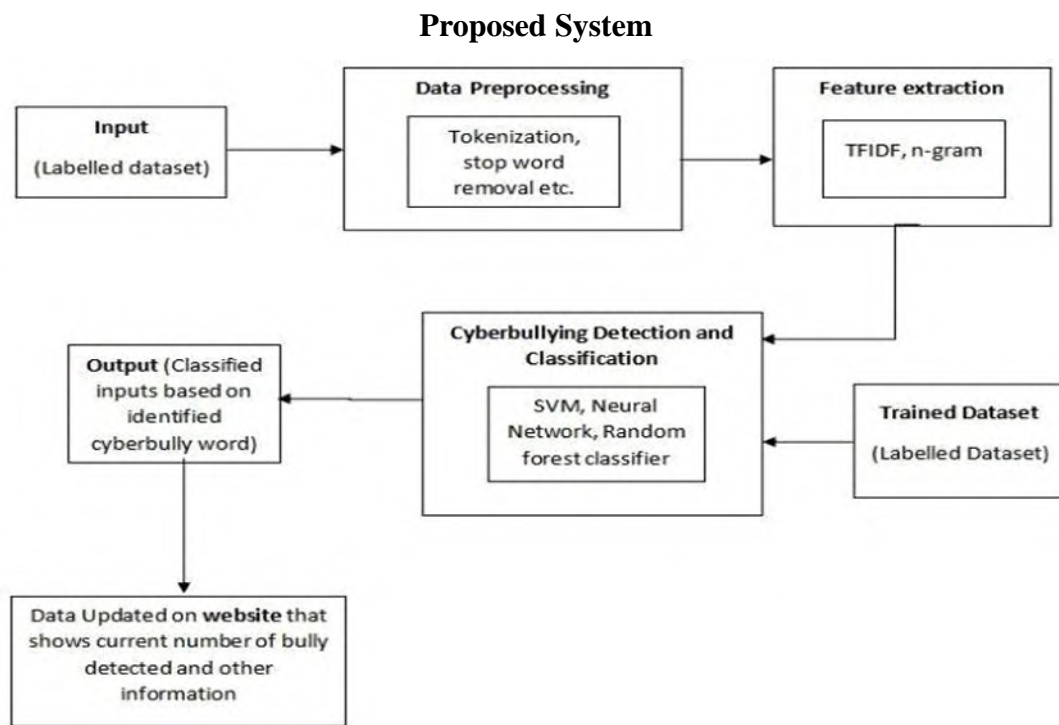 Proposed System
Input
(Labelled dataset)
Data Preprocessing
Tokenization,
stop word
removal etc.
Feature extraction
TFIDF, n-gram
Cyberbullying Detection and
Classification
SVM, Neural
Network, Random
forest classifier
Trained Dataset
(Labelled Dataset)
Output (Classified
inputs based on
identified
cyberbully word)
Data Updated on website that
shows current number of bully
detected and other
information